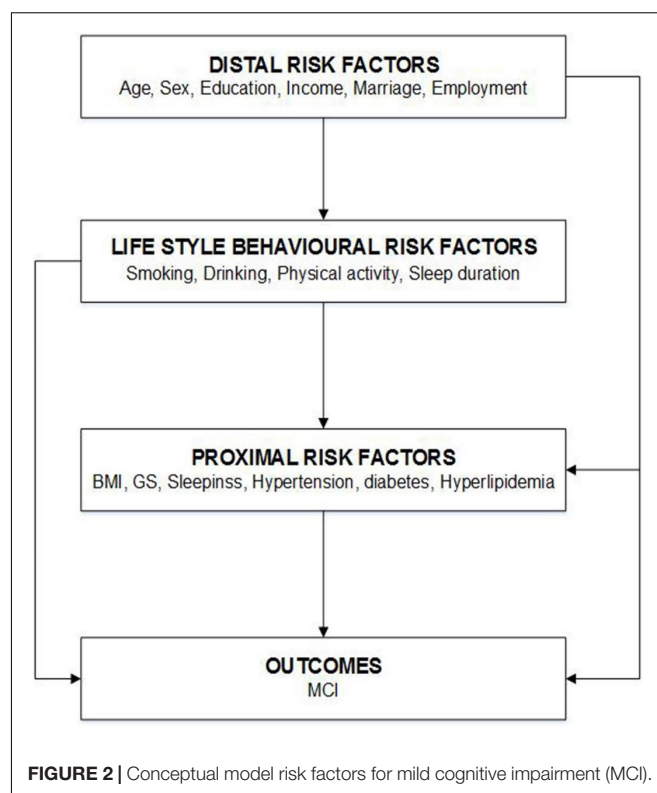 DISTAL RISK FACTORS
Age, Sex, Education, Income, Marriage, Employment
LIFE STYLE BEHAVIOURAL RISK FACTORS
Smoking, Drinking, Physical activity, Sleep duration
PROXIMAL RISK FACTORS
BMI, GS, Sleepinss, Hypertension, diabetes, Hyperlipidemia
OUTCOMES
MCI
FIGURE 2 | Conceptual model risk factors for mild cognitive impairment (MCI).